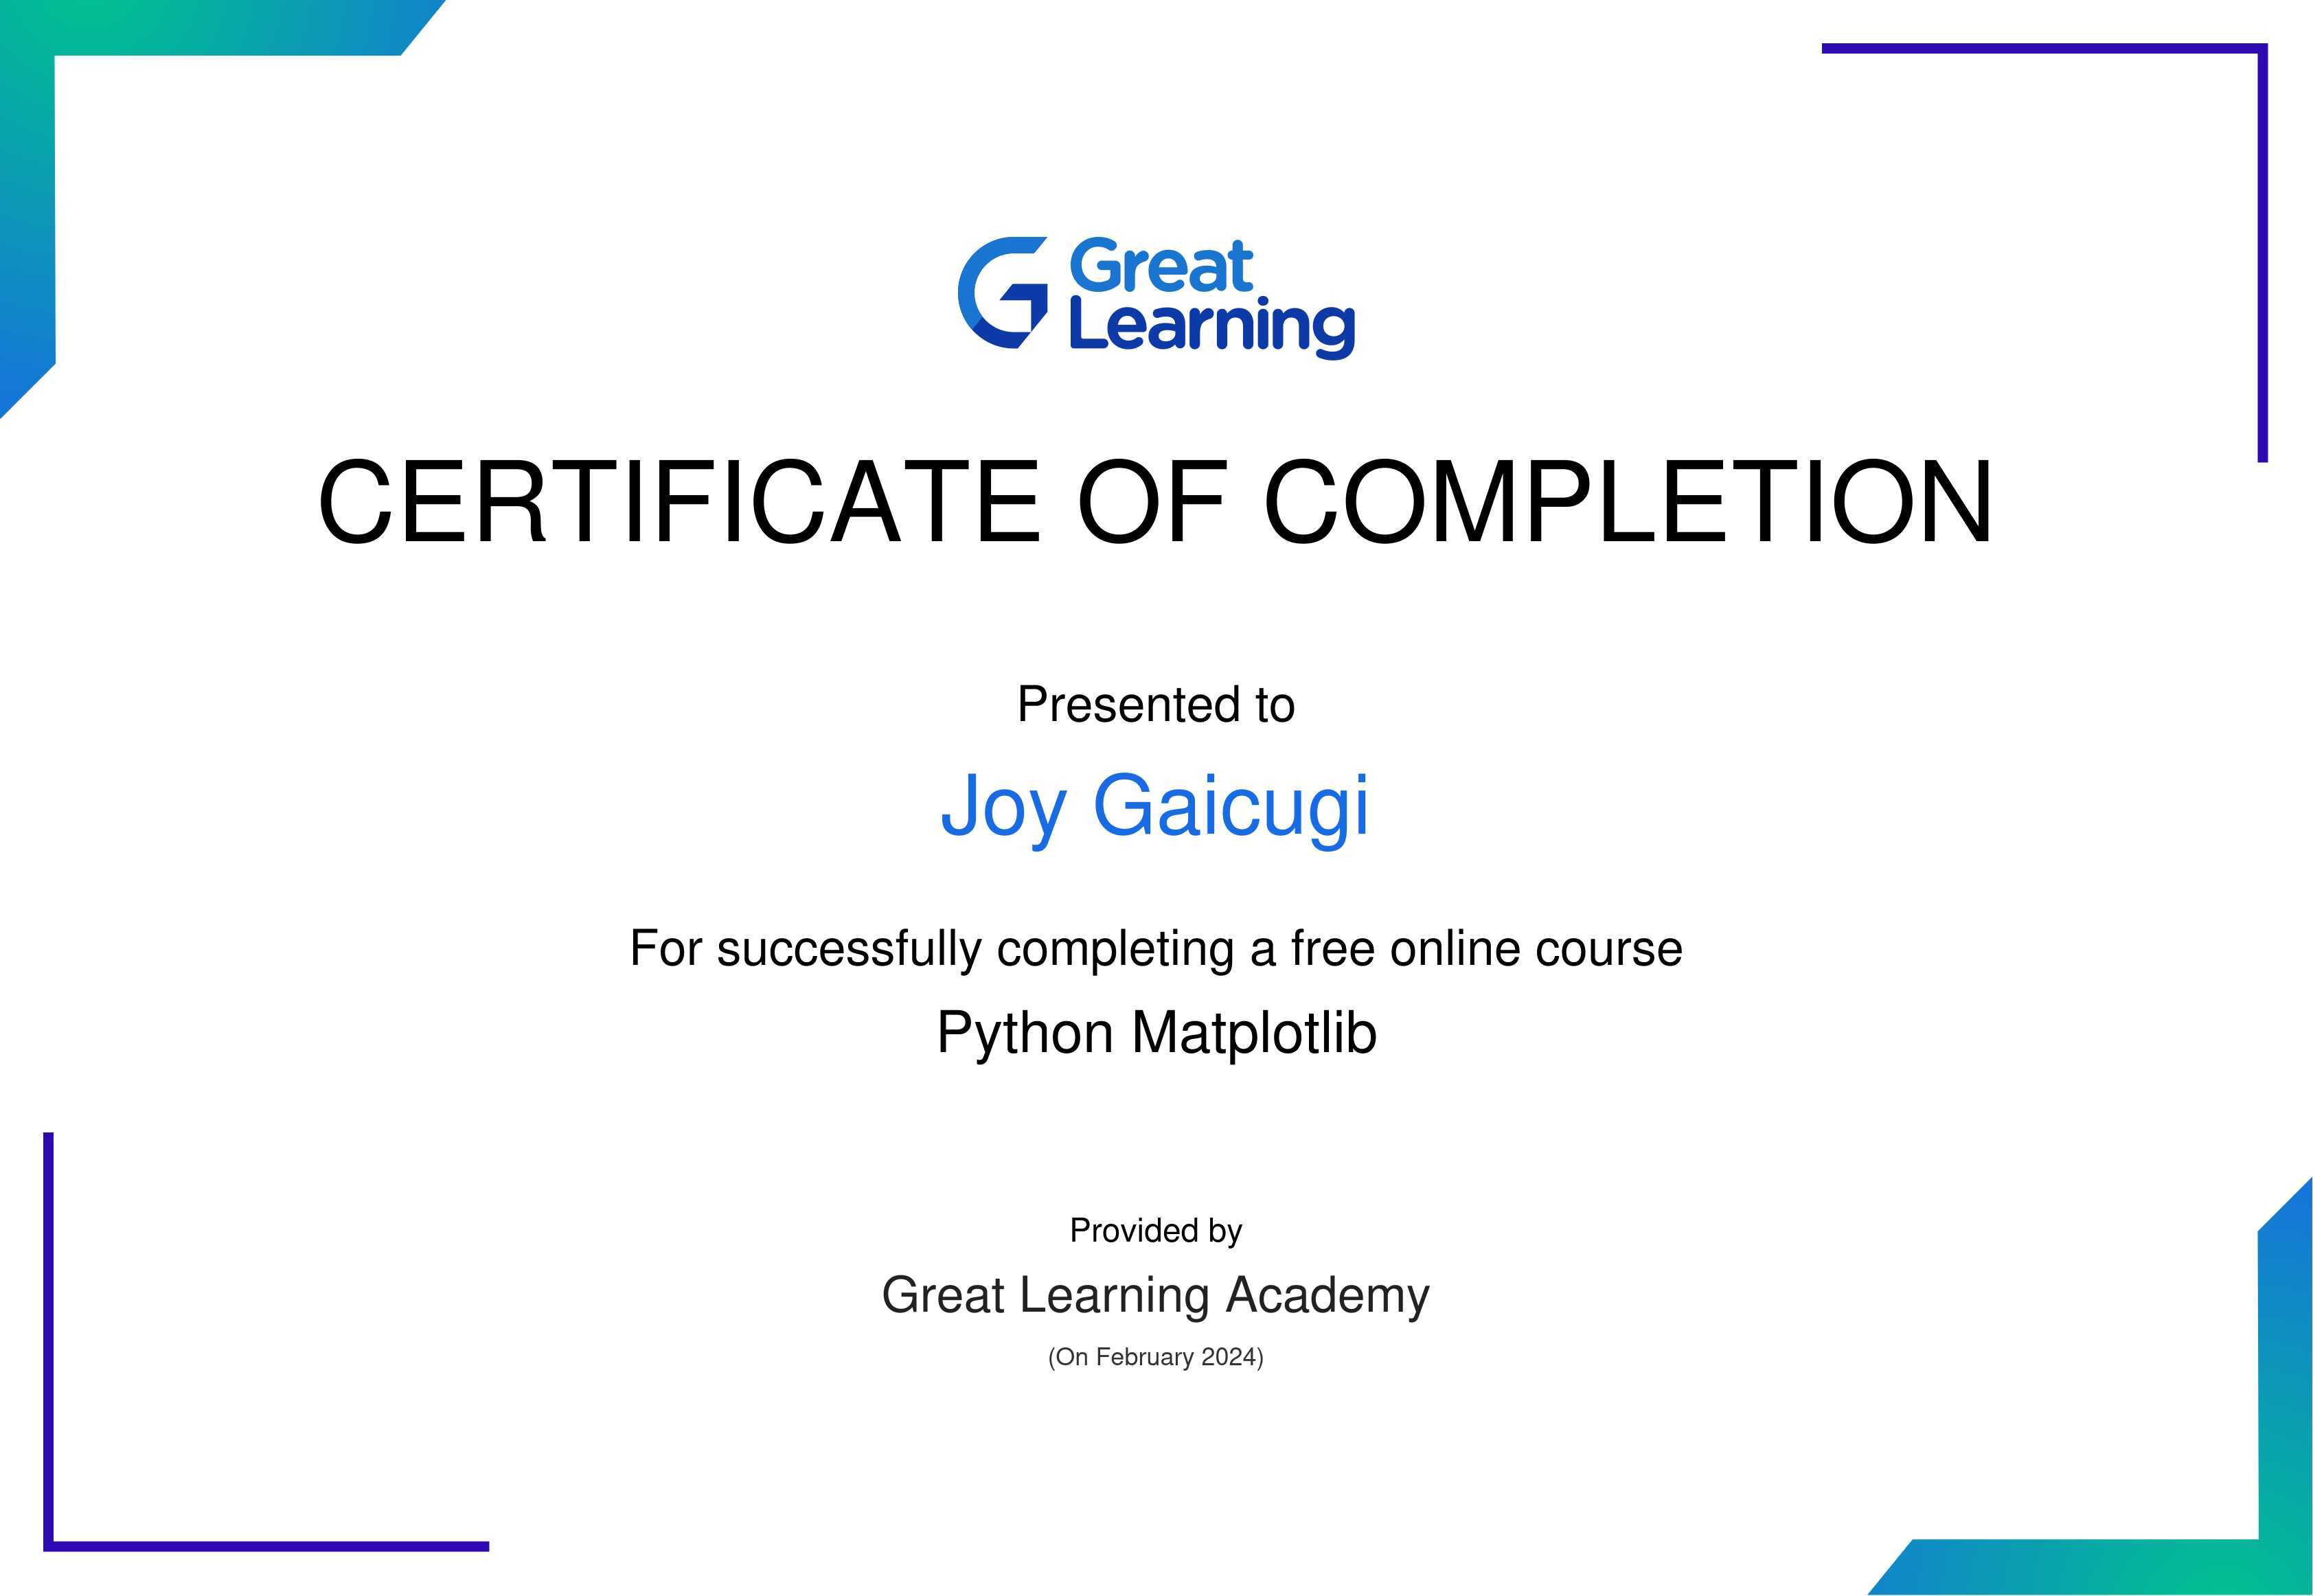 Great
Learning
CERTIFICATE OF COMPLETION
Presented to
Joy Gaicugi
For successfully completing a free online course
Python Matplotlib
Provided by
Great Learning Academy
(On February 2024)